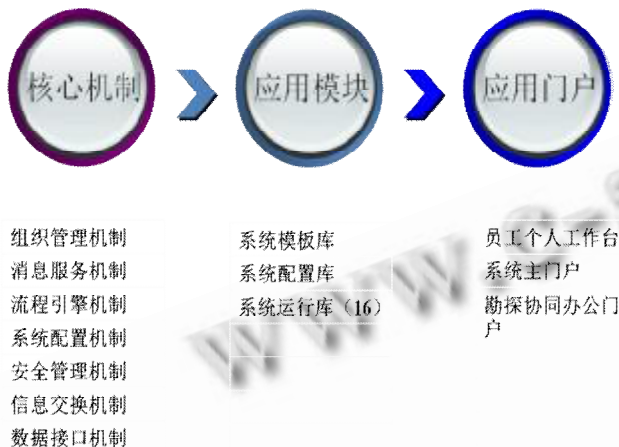 核心机制
应用模块
应用门户
组织管理机制
消息服务机制
流程引擎机制
系统配置机制
安全管理机制
信息交换机制
数据接口机制
系统模板库
系统配置库
系统运行库（16）
员工个人工作台
系统主门户
勘探协同办公门
户